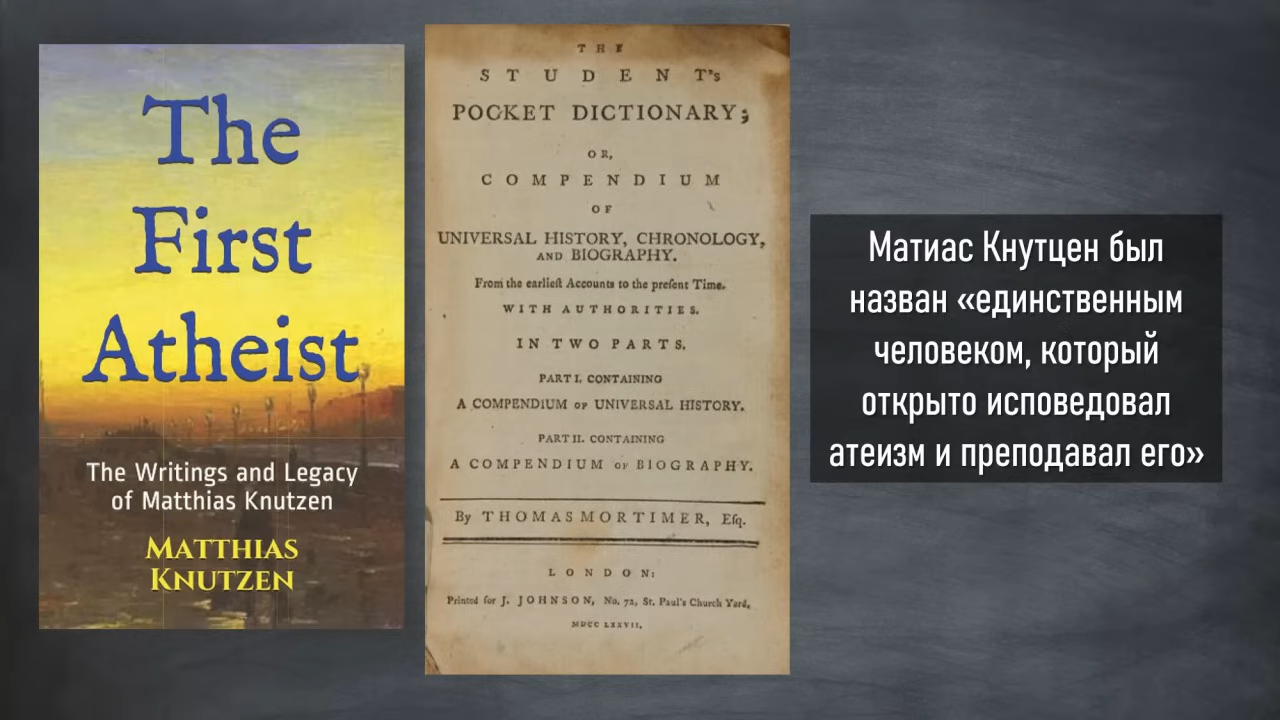 The
First
Atheist
The Writings and Legacy
of Matthias Knutzen
MATTHIAS
KNUTZEN
THE
STUDENT's
POCKET DICTIONARY;
OR,
COMPENDIUM
OF
UNIVERSAL HISTORY, CHRONOLOGY,
AND BIOGRAPHY.
From the earlieſt Accounts to the preſent Time.
WITH AUTHORITIES.
IN TWO PARTS.
PART I. CONTAINING
A COMPENDIUM OF UNIVERSAL HISTORY.
PART II. CONTAINING
A COMPENDIUM OF BIOGRAPHY.
By THOMAS MORTIMER, Eſq.
LONDON:
Printed for J. JOHNSON, No. 72, St. Paul's Church Yard,
MDCC LXXVII.
Матиас Кнутцен был
назван «единственным
человеком, который
открыто исповедовал
атеизм и преподавал его»